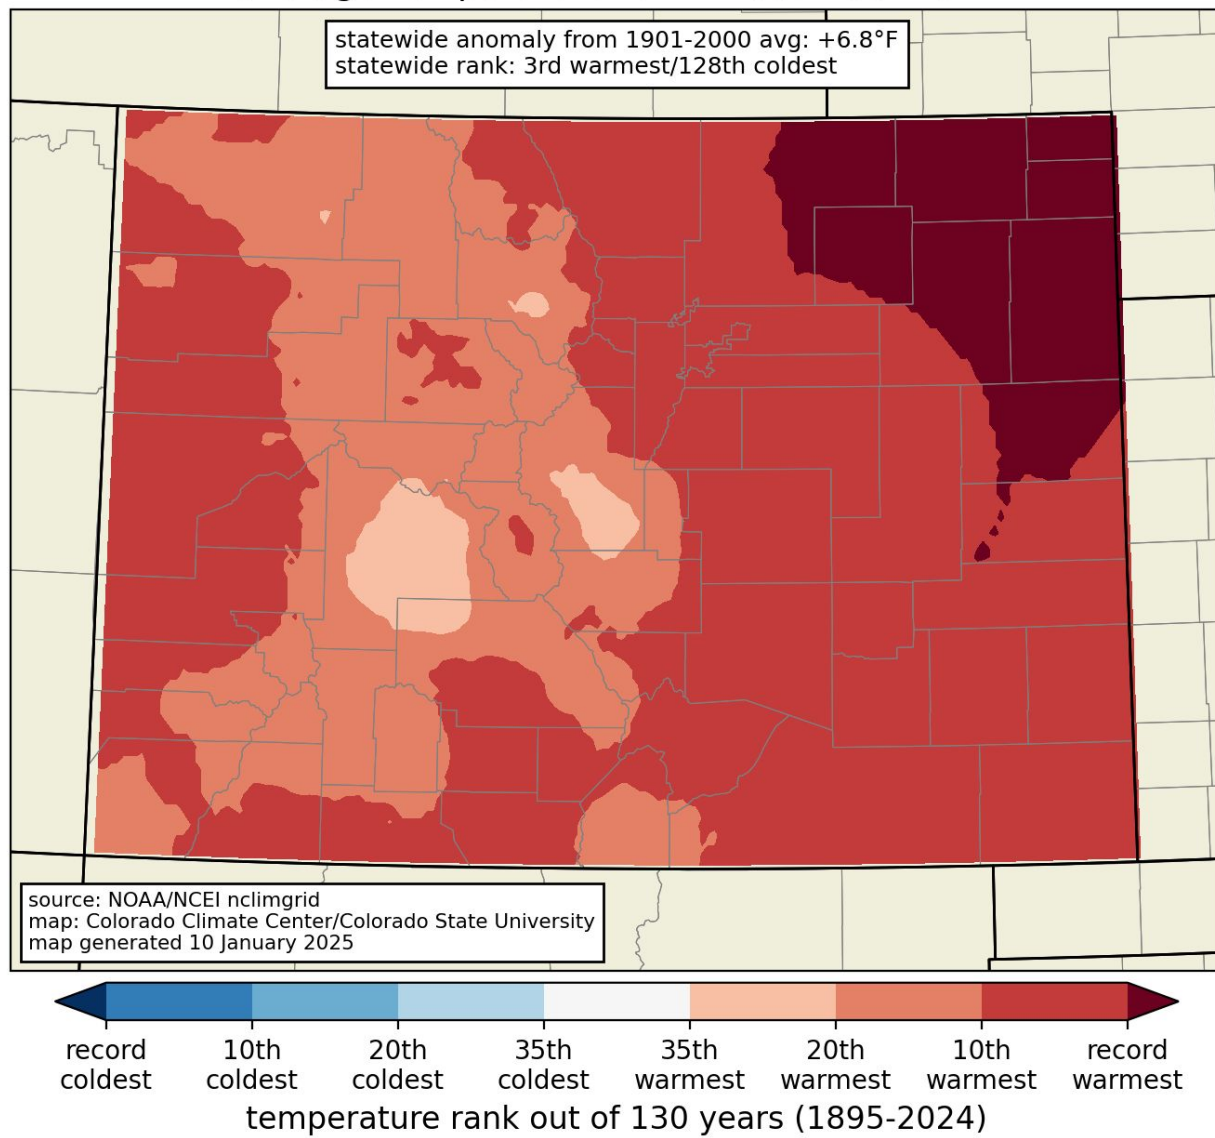 statewide anomaly from 1901-2000 avg: +6.8°F
statewide rank: 3rd warmest/128th coldest
source: NOAA/NCEI nclimgrid
map: Colorado Climate Center/Colorado State University
map generated 10 January 2025
record coldest
10th coldest
20th coldest
35th coldest
35th warmest
20th warmest
10th warmest
record warmest
temperature rank out of 130 years (1895-2024)